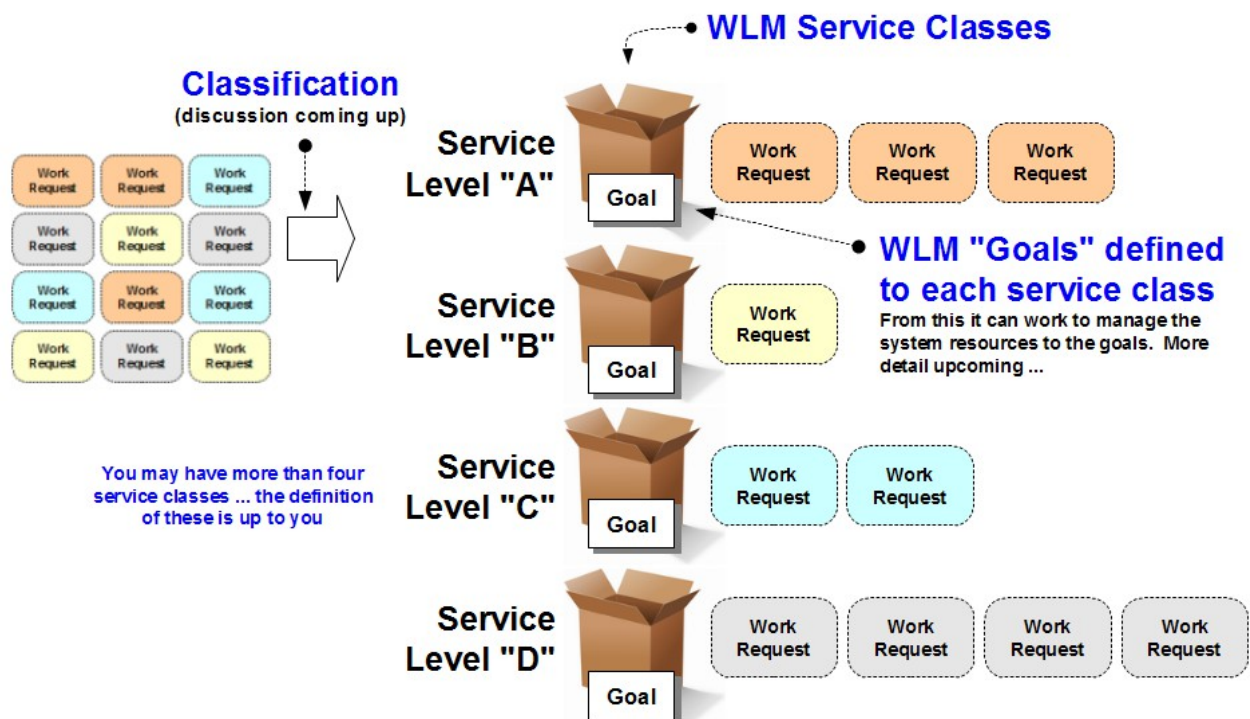 WLM Service Classes
Classification
(discussion coming up)
Work
Request
Work
Request
Work
Request
Work
Request
Work
Request
Work
Request
Work
Request
Work
Request
Work
Request
Work
Request
Work
Request
Work
Request
Service
Level "A"
Goal
Work
Request
Work
Request
Work
Request
WLM "Goals" defined
to each service class
From this it can work to manage the
system resources to the goals. More
detail upcoming ...
Service
Level "B"
Goal
Work
Request
You may have more than four
service classes ... the definition
of these is up to you
Service
Level "C"
Goal
Work
Request
Work
Request
Service
Level "D"
Goal
Work
Request
Work
Request
Work
Request
Work
Request